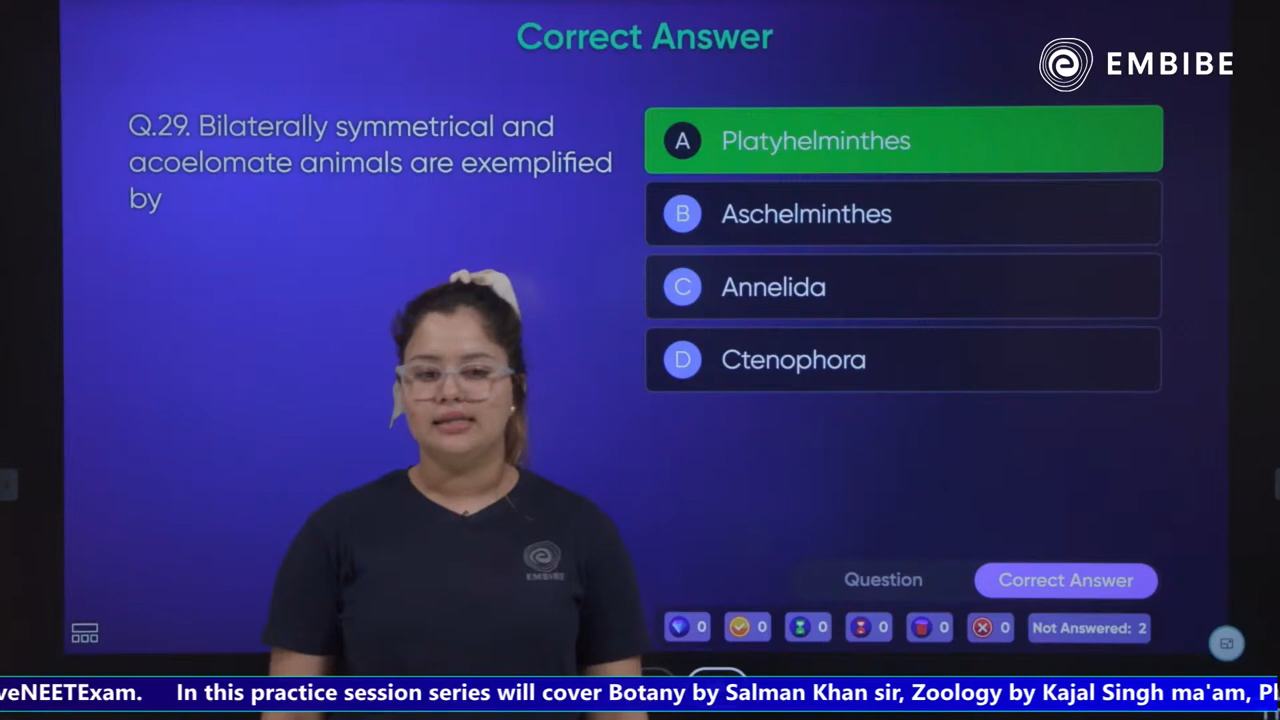 Correct Answer
EMBIBE
Q.29. Bilaterally symmetrical and
acoelomate animals are exemplified
by
A Platyhelminthes
B Aschelminthes
C Annelida
D Ctenophora
EMBIBE
Question
Correct Answer
0 0 0 0 0 0 Not Answered: 2
veNEETExam. In this practice session series will cover Botany by Salman Khan sir, Zoology by Kajal Singh ma'am, Pl